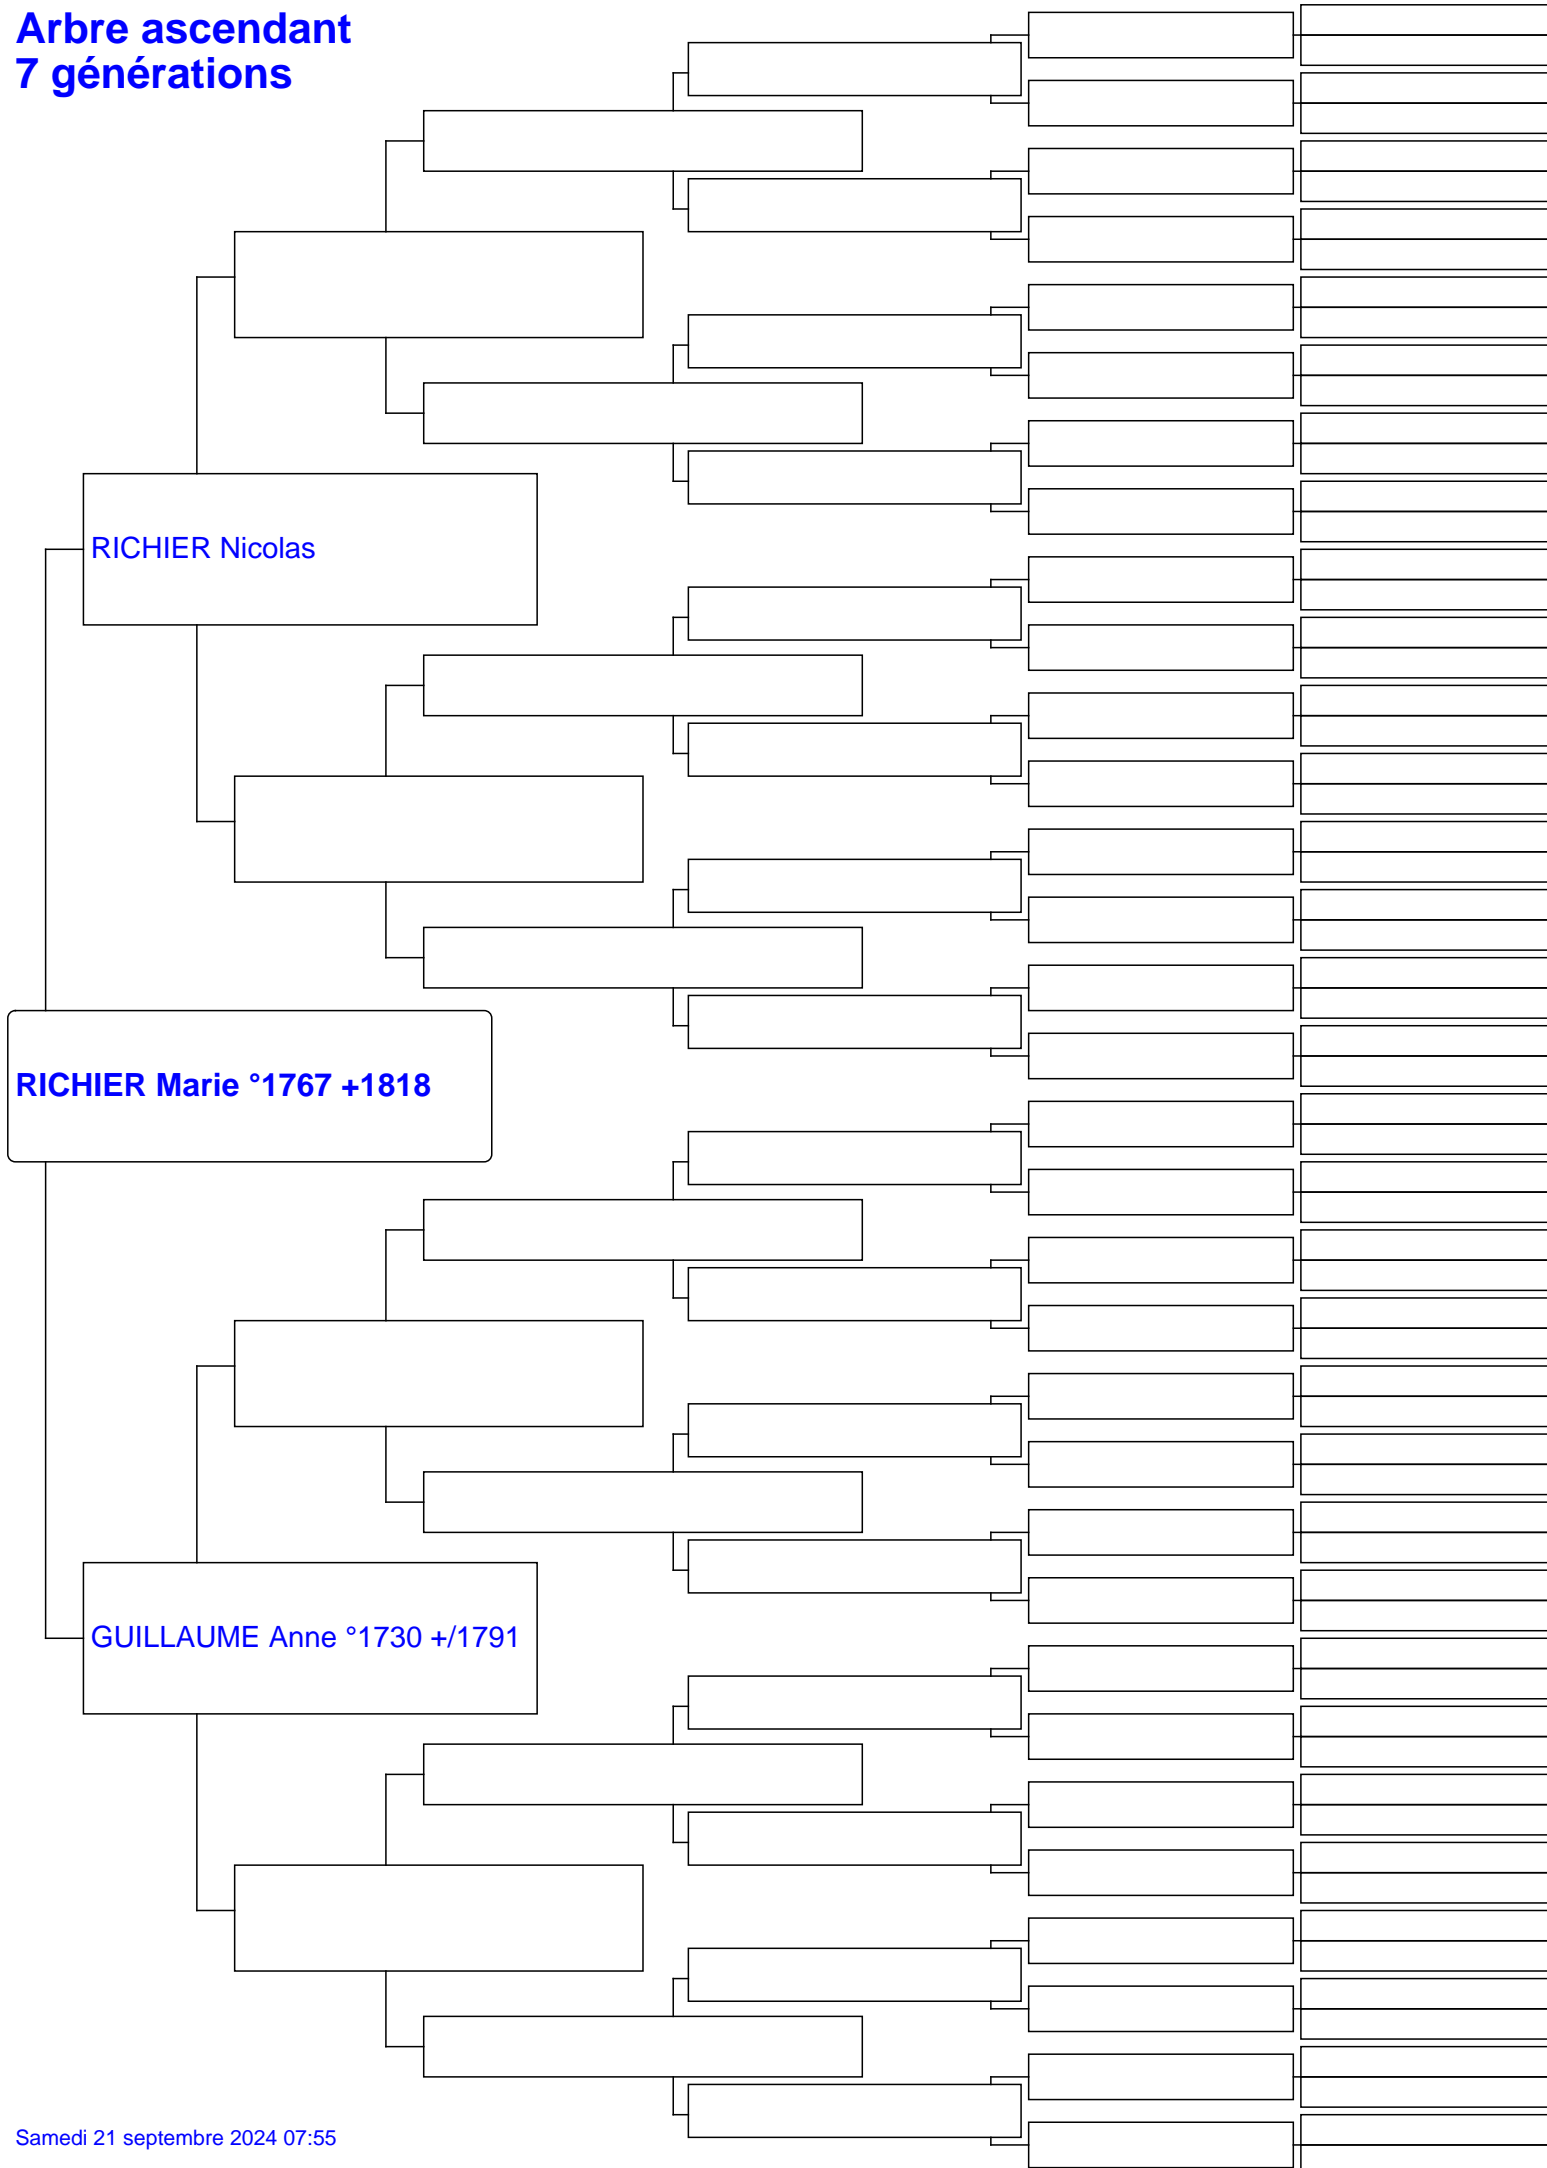 Arbre ascendant
7 générations
RICHIER Nicolas
RICHIER Marie °1767 +1818
GUILLAUME Anne °1730 +/1791
Samedi 21 septembre 2024 07:55